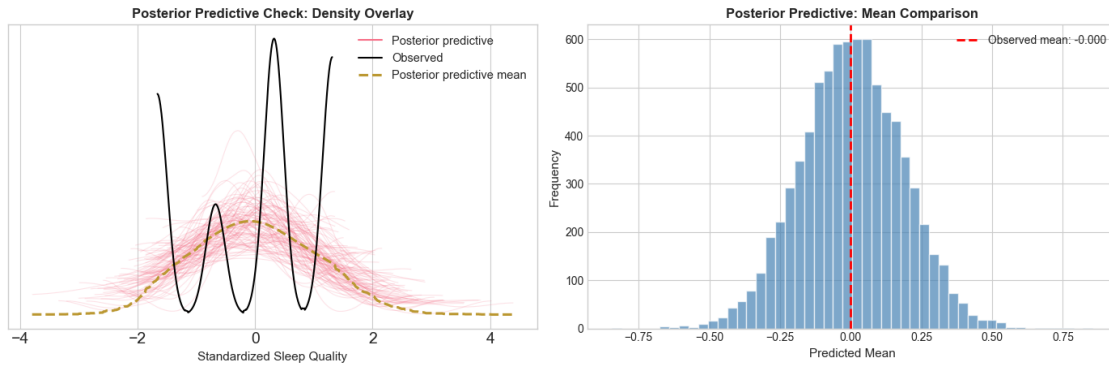 Posterior Predictive Check: Density Overlay
Posterior predictive
Observed
Posterior predictive mean
−4 −2 0 2 4
Standardized Sleep Quality
Posterior Predictive: Mean Comparison
Observed mean: -0.000
600
500
400
300
200
100
0
Frequency
−0.75 −0.50 −0.25 0.00 0.25 0.50 0.75
Predicted Mean